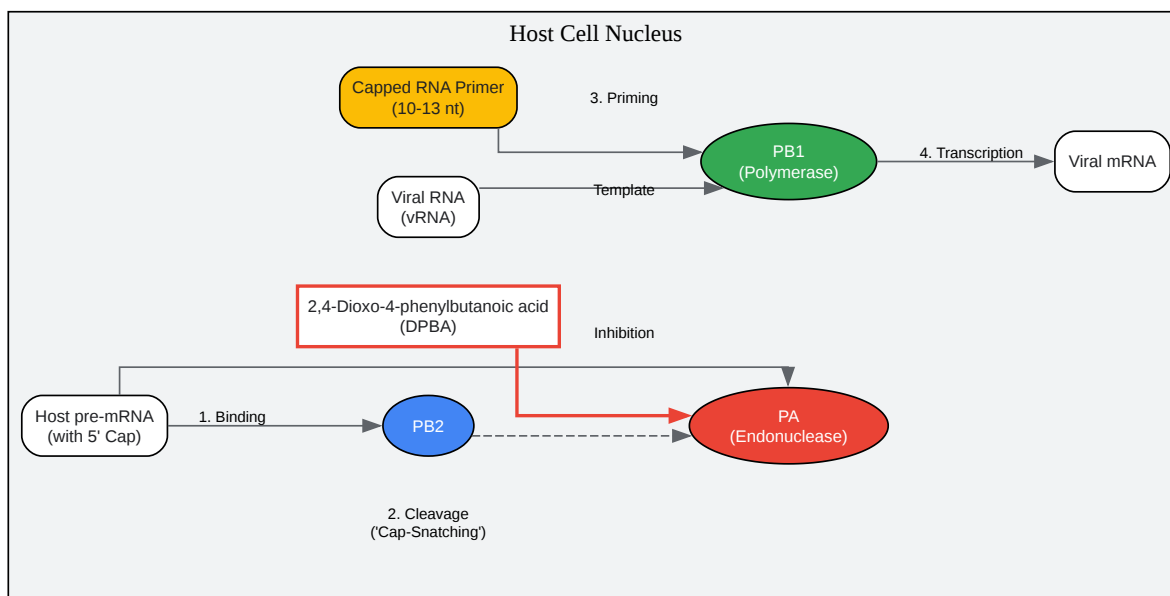 Host Cell Nucleus
Capped RNA Primer
(10-13 nt)
3. Priming
PB1
(Polymerase)
4. Transcription
Viral mRNA
Viral RNA
(vRNA)
Template
2,4-Dioxo-4-phenylbutanoic acid
(DPBA)
Inhibition
Host pre-mRNA
(with 5' Cap)
1. Binding
PB2
PA
(Endonuclease)
2. Cleavage
('Cap-Snatching')